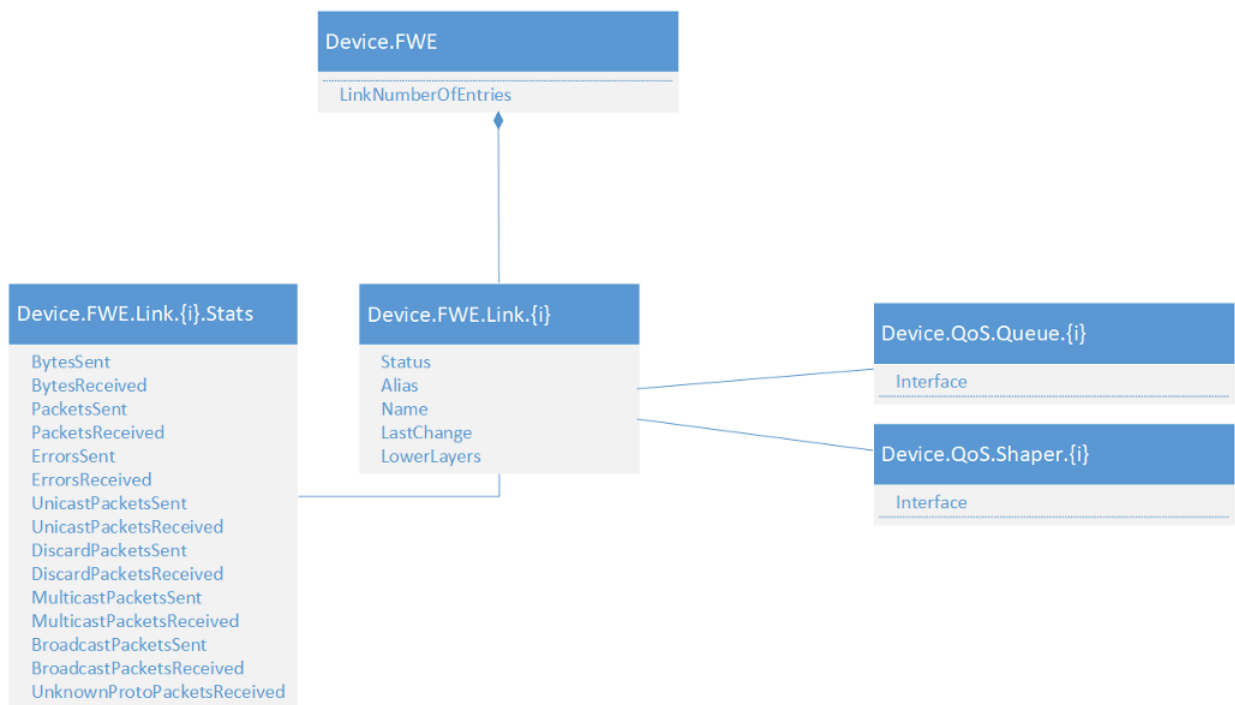 Device.FWE
LinkNumberOfEntries
Device.FWE.Link.{i}.Stats
BytesSent
BytesReceived
PacketsSent
PacketsReceived
ErrorsSent
ErrorsReceived
UnicastPacketsSent
UnicastPacketsReceived
DiscardPacketsSent
DiscardPacketsReceived
MulticastPacketsSent
MulticastPacketsReceived
BroadcastPacketsSent
BroadcastPacketsReceived
UnknownProtoPacketsReceived
Device.FWE.Link.{i}
Status
Alias
Name
LastChange
LowerLayers
Device.QoS.Queue.{i}
Interface
Device.QoS.Shaper.{i}
Interface